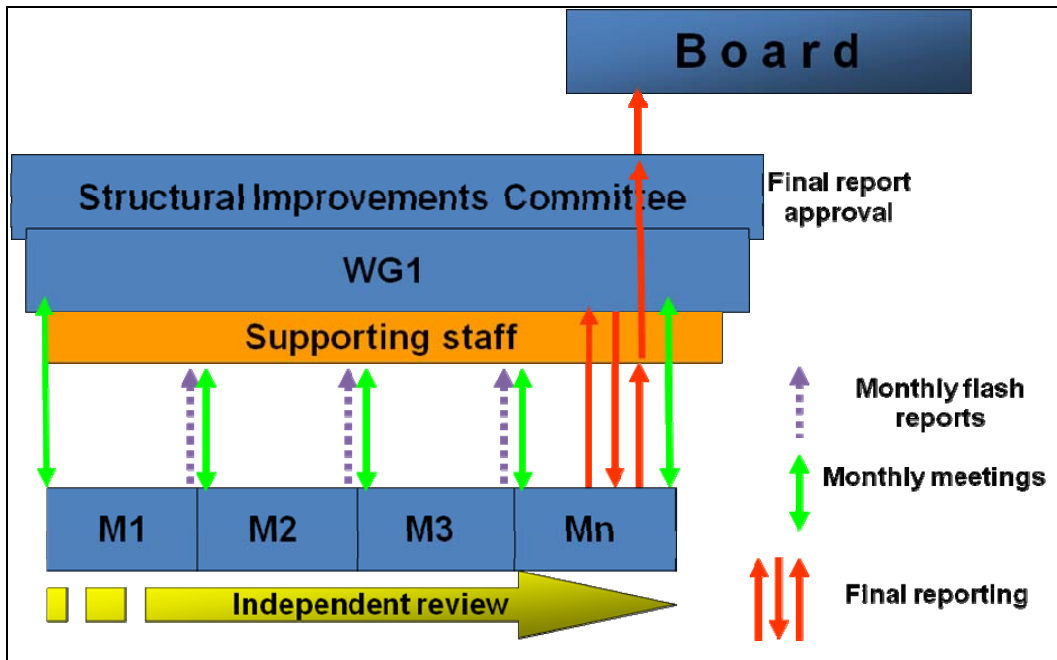 Board
Structural Improvements Committee
Final report
approval
WG1
Supporting staff
Monthly flash
reports
Monthly meetings
M1
M2
M3
Mn
Independent review
Final reporting